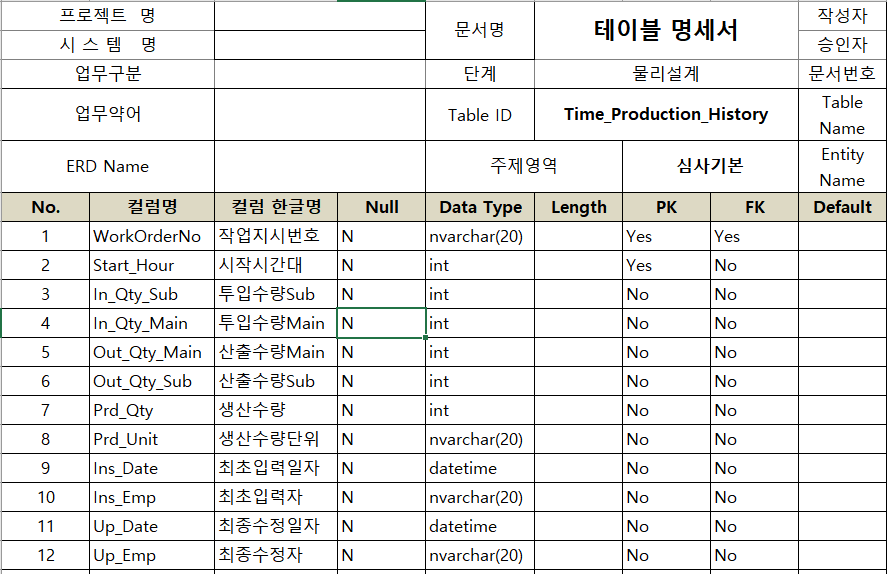 프로젝트 명 문서명 테이블 명세서 작성자
시 스 템 명 승인자
업무구분 단계 물리설계 문서번호
업무약어 Table ID Time_Production_History Table
Name
ERD Name 주제영역 심사기본 Entity
Name
No. 컬럼명 컬럼 한글명 Null Data Type Length PK FK Default
1 WorkOrderNo 작업지시번호 N nvarchar(20) Yes Yes
2 Start_Hour 시작시간대 N int Yes No
3 In_Qty_Sub 투입수량Sub N int No No
4 In_Qty_Main 투입수량Main N int No No
5 Out_Qty_Main 산출수량Main N int No No
6 Out_Qty_Sub 산출수량Sub N int No No
7 Prd_Qty 생산수량 N int No No
8 Prd_Unit 생산수량단위 N nvarchar(20) No No
9 Ins_Date 최초입력일자 N datetime No No
10 Ins_Emp 최초입력자 N nvarchar(20) No No
11 Up_Date 최종수정일자 N datetime No No
12 Up_Emp 최종수정자 N nvarchar(20) No No